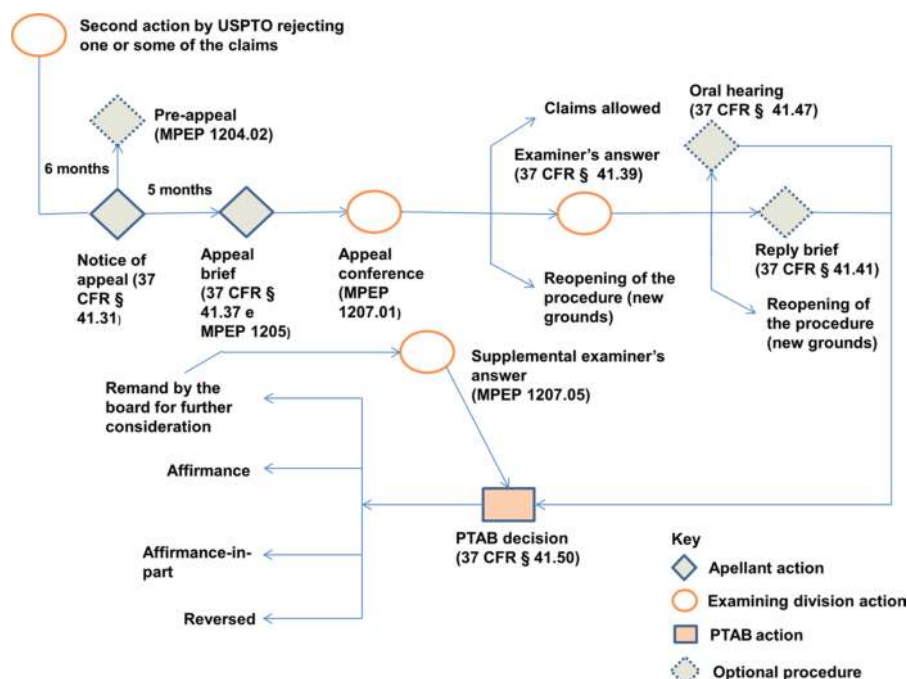 Second action by USPTO rejecting
one or some of the claims
Pre-appeal
(MPEP 1204.02)
6 months
5 months
Notice of
appeal (37
CFR §
41.31)
Appeal
brief
(37 CFR §
41.37 e
MPEP 1205)
Appeal
conference
(MPEP
1207.01)
Claims allowed
Examiner's answer
(37 CFR § 41.39)
Reopening of the
procedure (new
grounds)
Oral hearing
(37 CFR § 41.47)
Reply brief
(37 CFR § 41.41)
Reopening of
the procedure
(new grounds)
Supplemental examiner's
answer
(MPEP 1207.05)
Remand by the
board for further
consideration
Affirmance
Affirmance-in-
part
Reversed
PTAB decision
(37 CFR § 41.50)
Key
Apellant action
Examining division action
PTAB action
Optional procedure